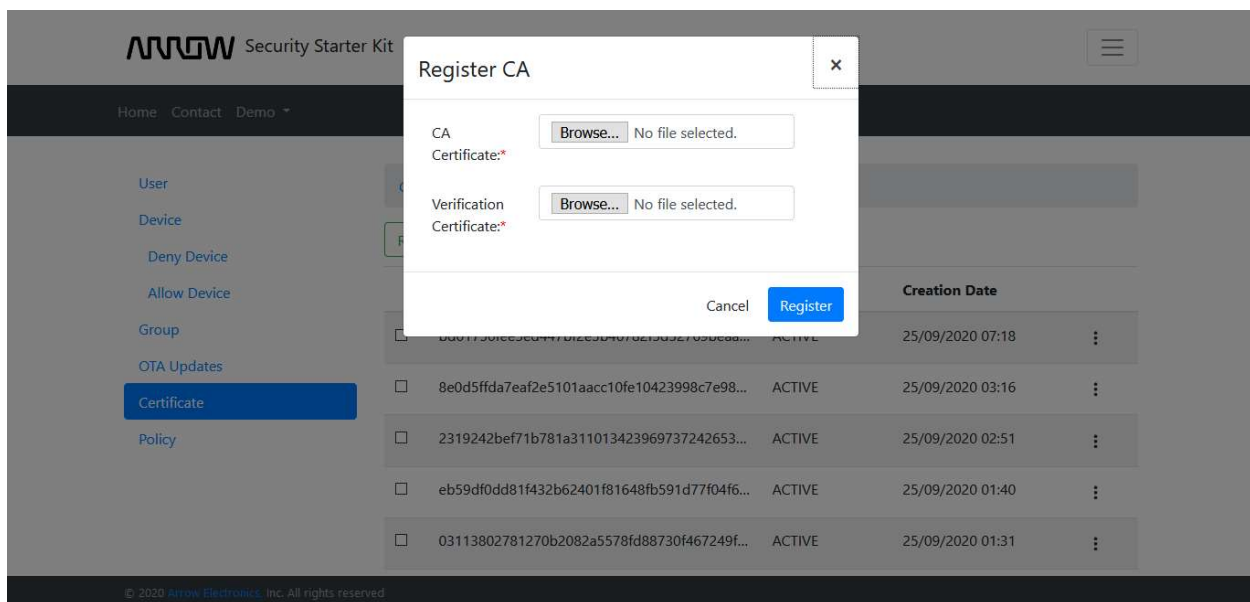 ARROW Security Starter Kit
Register CA
×
Home Contact Demo
CA
Certificate:*
Browse... No file selected.
Verification
Certificate:*
Browse... No file selected.
Cancel Register
User
Device
Deny Device
Allow Device
Group
OTA Updates
Certificate
Policy
Creation Date
ACTIVE 25/09/2020 07:18
8e0d5ffda7eaf2e5101aacc10fe10423998c7e98... ACTIVE 25/09/2020 03:16
2319242bef71b781a311013423969737242653... ACTIVE 25/09/2020 02:51
eb59df0dd81f432b62401f81648fb591d77f04f6... ACTIVE 25/09/2020 01:40
03113802781270b2082a5578fd88730f467249f... ACTIVE 25/09/2020 01:31
© 2020 Arrow Electronics, Inc. All rights reserved